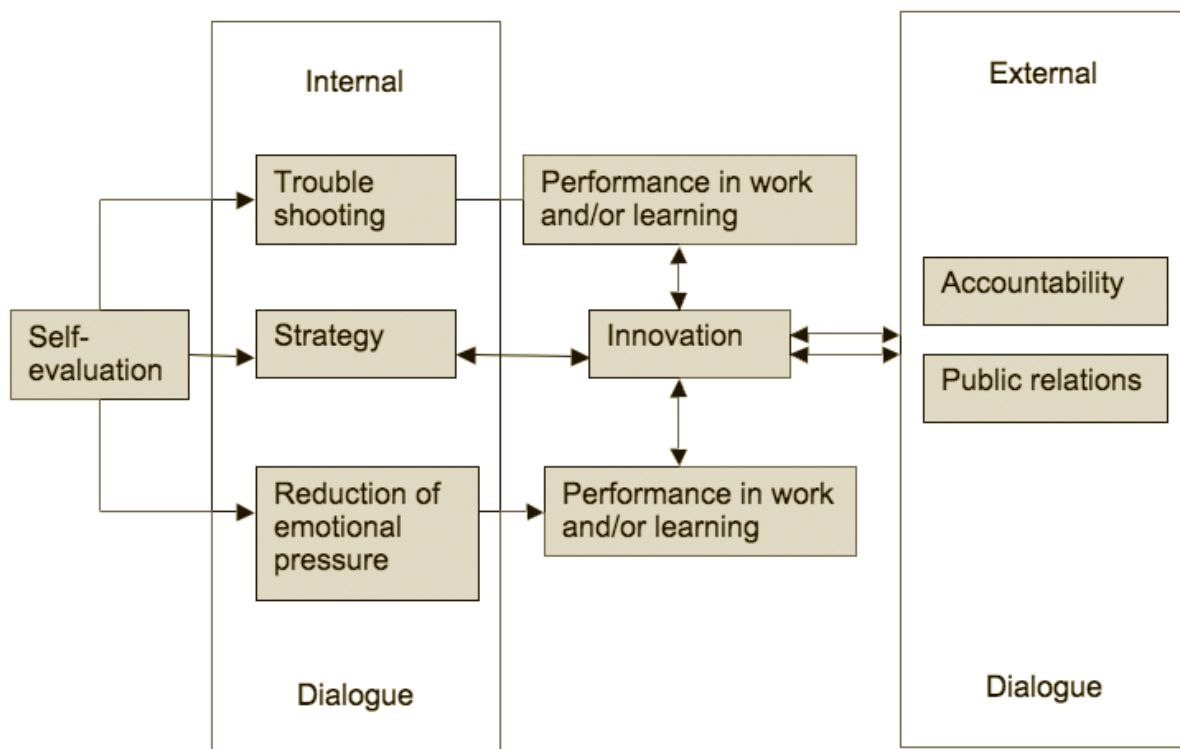 Internal
External
Trouble
shooting
Performance in work
and/or learning
Accountability
Self-
evaluation
Strategy
Innovation
Public relations
Reduction of
emotional
pressure
Performance in work
and/or learning
Dialogue
Dialogue